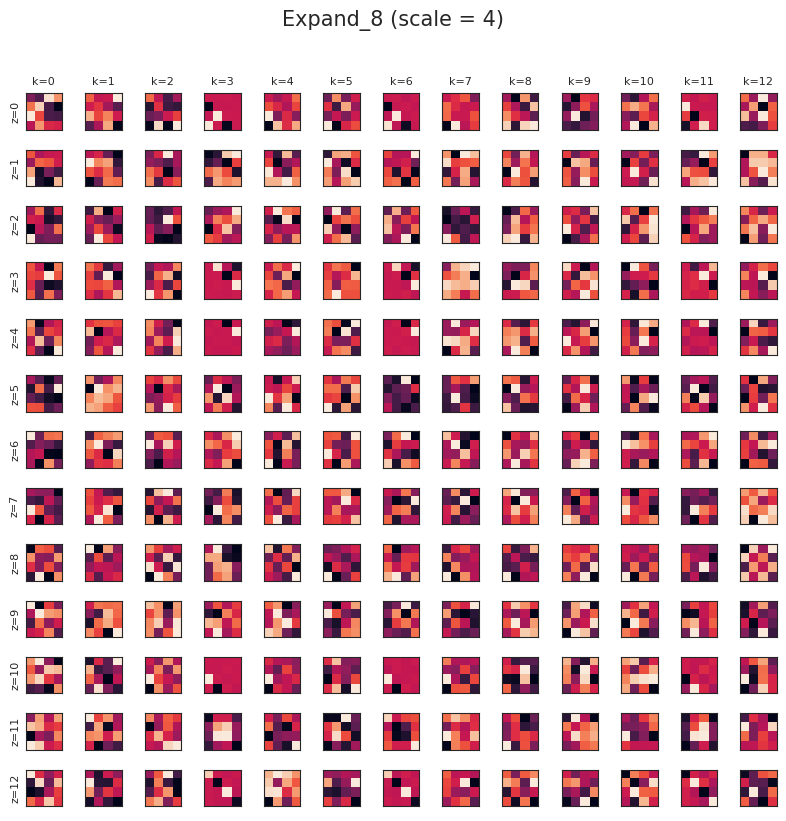 Expand_8 (scale = 4)
k=0 k=1 k=2 k=3 k=4 k=5 k=6 k=7 k=8 k=9 k=10 k=11 k=12
z=0
z=1
z=2
z=3
z=4
z=5
z=6
z=7
z=8
z=9
z=10
z=11
z=12